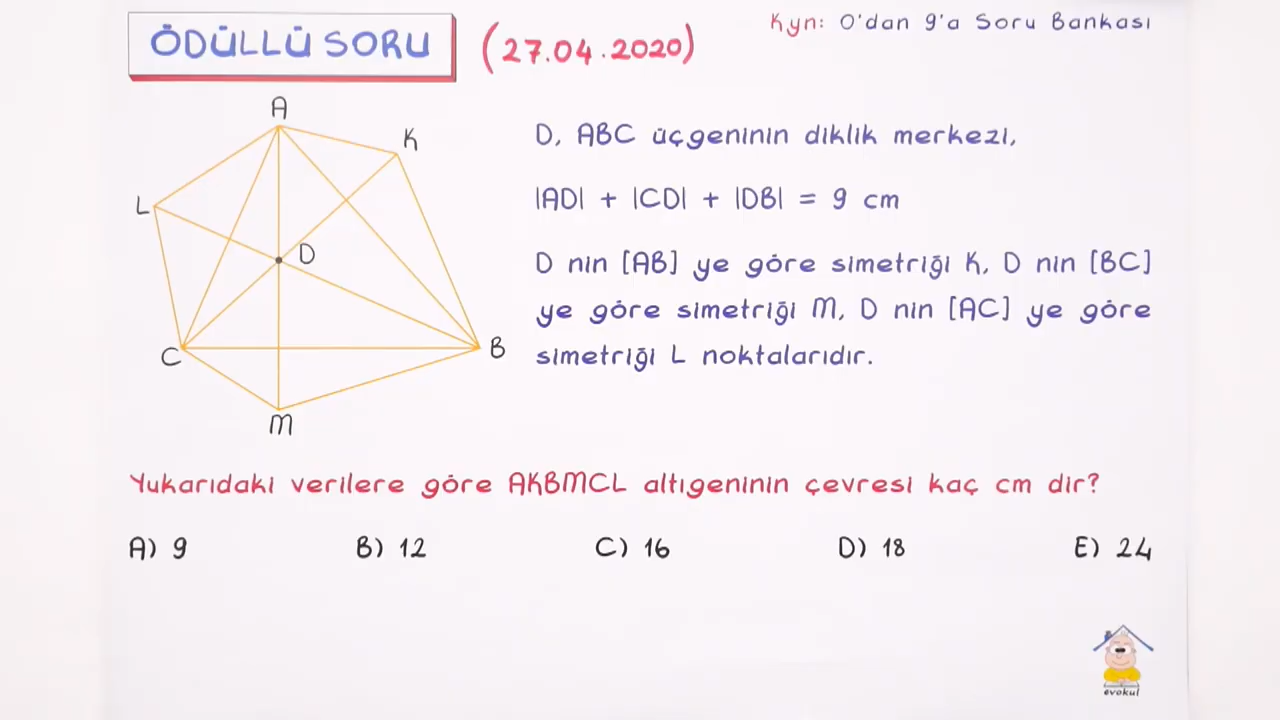 ÖDÜLLÜ SORU
(27.04.2020)
Kyn: 0'dan 9'a Soru Bankası
A
K
L
D
C
B
M
D, ABC üçgeninin diklik merkezi,
|AD| + |CD| + |DB| = 9 cm
D nin [AB] ye göre simetriği K, D nin [BC]
ye göre simetriği M, D nin [AC] ye göre
simetriği L noktalarıdır.
Yukarıdaki verilere göre AKBMCL altıgeninin çevresi kaç cm dir?
A) 9 B) 12 C) 16 D) 18 E) 24
evokul